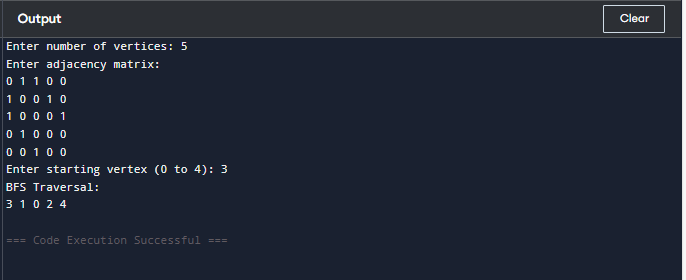 Output
Clear
Enter number of vertices: 5
Enter adjacency matrix:
0 1 1 0 0
1 0 0 1 0
1 0 0 0 1
0 1 0 0 0
0 0 1 0 0
Enter starting vertex (0 to 4): 3
BFS Traversal:
3 1 0 2 4
=== Code Execution Successful ===